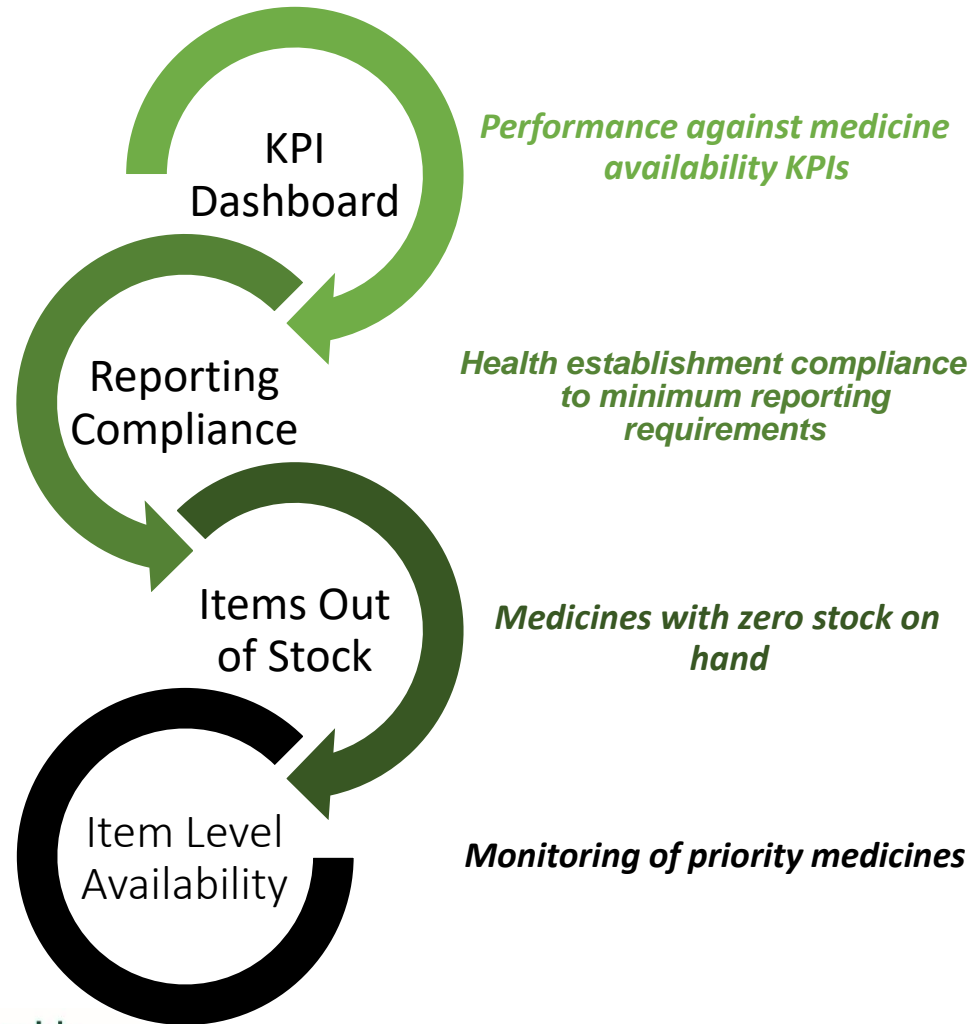 KPI
Dashboard
Performance against medicine
availability KPIs
Reporting
Compliance
Health establishment compliance
to minimum reporting
requirements
Items Out
of Stock
Medicines with zero stock on
hand
Item Level
Availability
Monitoring of priority medicines